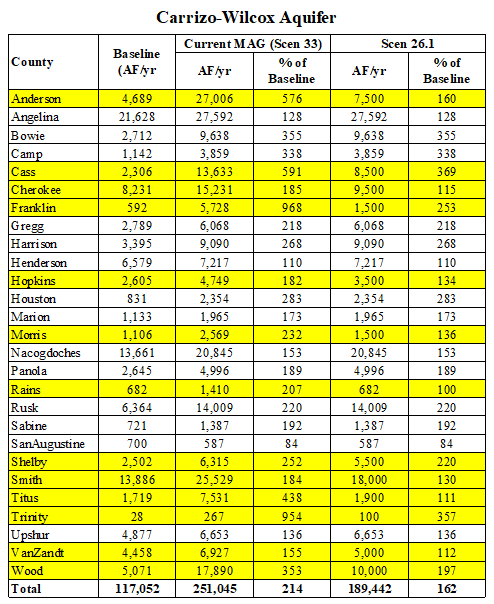 Carrizo-Wilcox Aquifer
County Baseline (AF/yr Current MAG (Scen 33) Scen 26.1
AF/yr % of Baseline AF/yr % of Baseline
Anderson 4,689 27,006 576 7,500 160
Angelina 21,628 27,592 128 27,592 128
Bowie 2,712 9,638 355 9,638 355
Camp 1,142 3,859 338 3,859 338
Cass 2,306 13,633 591 8,500 369
Cherokee 8,231 15,231 185 9,500 115
Franklin 592 5,728 968 1,500 253
Gregg 2,789 6,068 218 6,068 218
Harrison 3,395 9,090 268 9,090 268
Henderson 6,579 7,217 110 7,217 110
Hopkins 2,605 4,749 182 3,500 134
Houston 831 2,354 283 2,354 283
Marion 1,133 1,965 173 1,965 173
Morris 1,106 2,569 232 1,500 136
Nacogdoches 13,661 20,845 153 20,845 153
Panola 2,645 4,996 189 4,996 189
Rains 682 1,410 207 682 100
Rusk 6,364 14,009 220 14,009 220
Sabine 721 1,387 192 1,387 192
SanAugustine 700 587 84 587 84
Shelby 2,502 6,315 252 5,500 220
Smith 13,886 25,529 184 18,000 130
Titus 1,719 7,531 438 1,900 111
Trinity 28 267 954 100 357
Upshur 4,877 6,653 136 6,653 136
VanZandt 4,458 6,927 155 5,000 112
Wood 5,071 17,890 353 10,000 197
Total 117,052 251,045 214 189,442 162